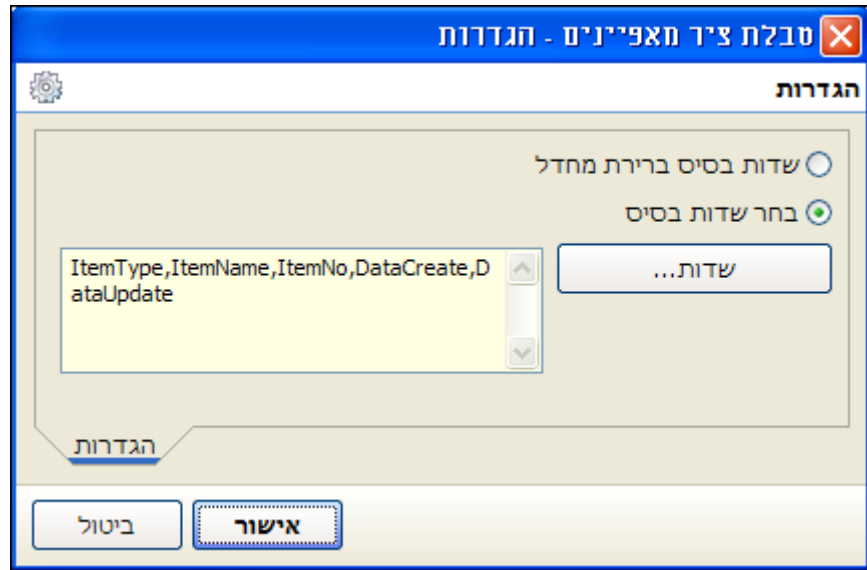 טבלת ציר מאפיינים - הגדרות
הגדרות
שדות בסיס ברירת מחדל
בחר שדות בסיס
שדות...
ItemType,ItemName,ItemNo,DataCreate,D
ataUpdate
הגדרות
אישור
ביטול